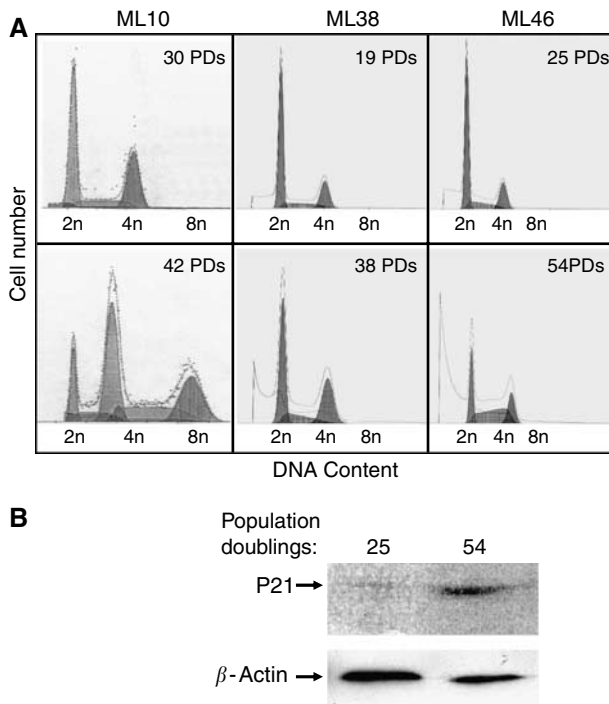 A
ML10 ML38 ML46
30 PDs 19 PDs 25 PDs
Cell number
2n 4n 8n 2n 4n 8n 2n 4n 8n
42 PDs 38 PDs 54PDs
2n 4n 8n 2n 4n 8n 2n 4n 8n
DNA Content
B
Population
doublings: 25 54
P21
β-Actin